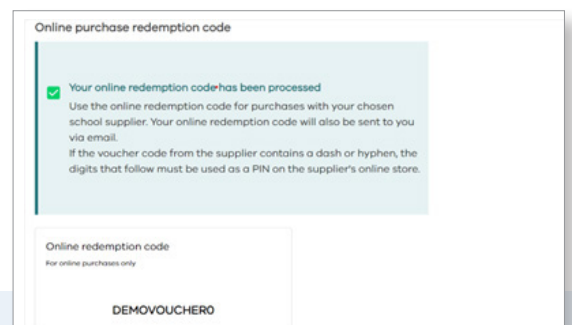 Online purchase redemption code
Your online redemption code has been processed
Use the online redemption code for purchases with your chosen
school supplier. Your online redemption code will also be sent to you
via email.
If the voucher code from the supplier contains a dash or hyphen, the
digits that follow must be used as a PIN on the supplier's online store.
Online redemption code
For online purchases only
DEMOVOUCHER0